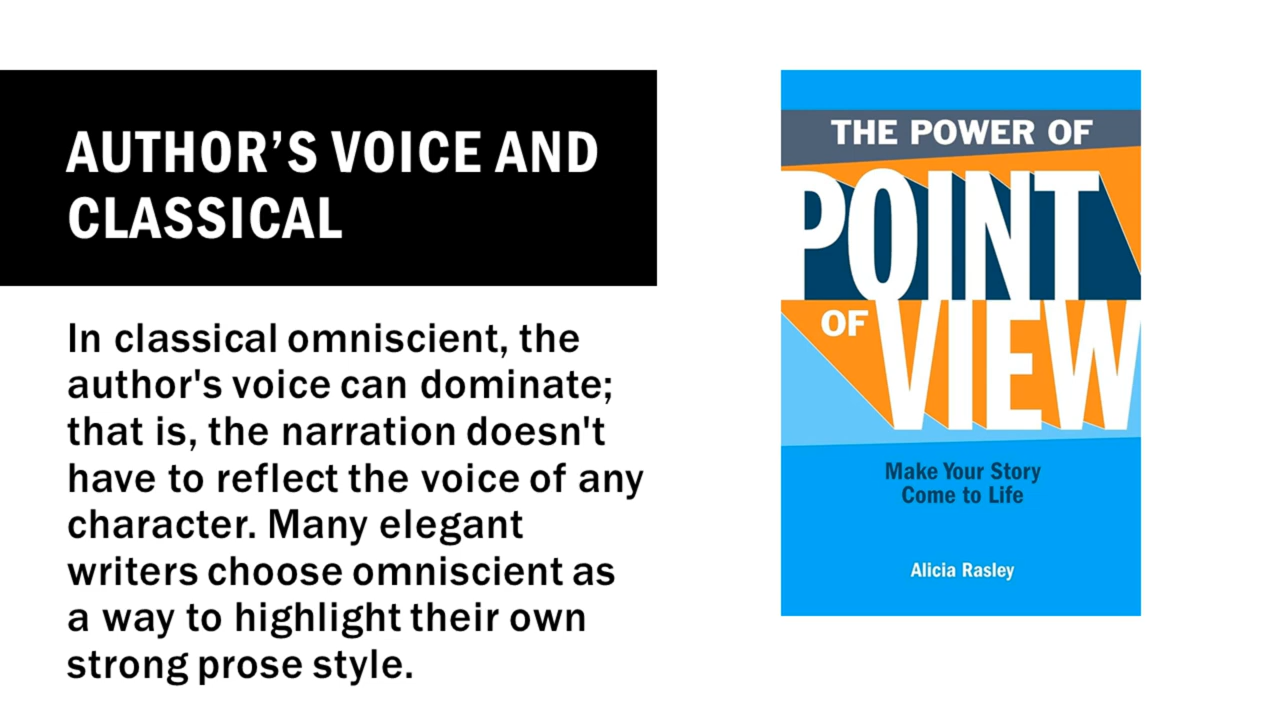 AUTHOR’S VOICE AND
CLASSICAL
In classical omniscient, the
author's voice can dominate;
that is, the narration doesn't
have to reflect the voice of any
character. Many elegant
writers choose omniscient as
a way to highlight their own
strong prose style.
THE POWER OF
POINT
OF VIEW
Make Your Story
Come to Life
Alicia Rasley